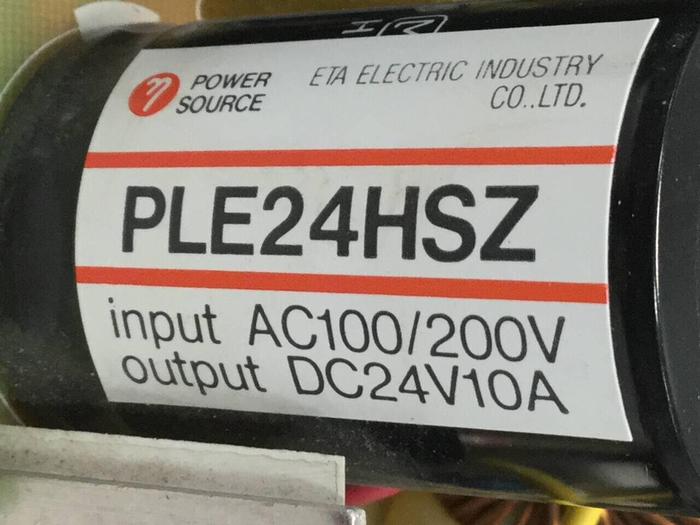 η POWER SOURCE
ETA ELECTRIC INDUSTRY CO.,LTD.
PLE24HSZ
input AC100/200V
output DC24V10A